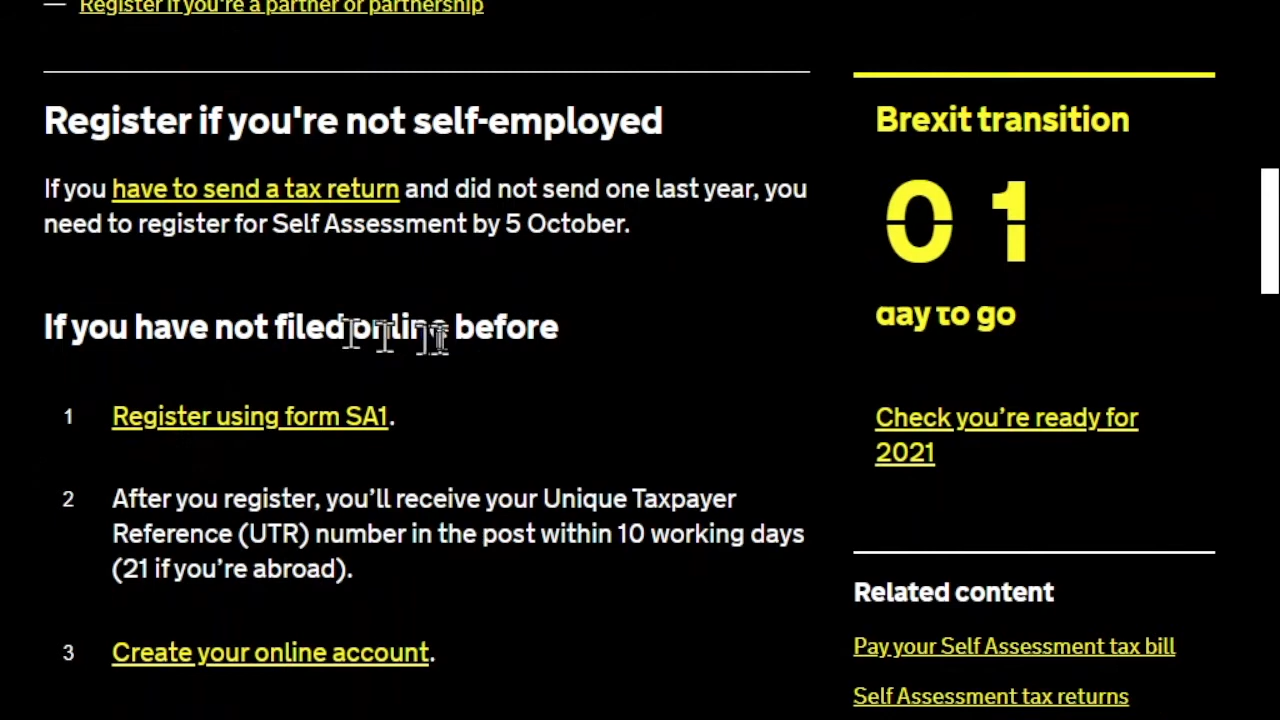 — Register if you're a partner or partnership
Register if you're not self-employed
If you have to send a tax return and did not send one last year, you
need to register for Self Assessment by 5 October.
If you have not filed online before
1 Register using form SA1.
2 After you register, you’ll receive your Unique Taxpayer
Reference (UTR) number in the post within 10 working days
(21 if you’re abroad).
3 Create your online account.
Brexit transition
01
day to go
Check you’re ready for
2021
Related content
Pay your Self Assessment tax bill
Self Assessment tax returns